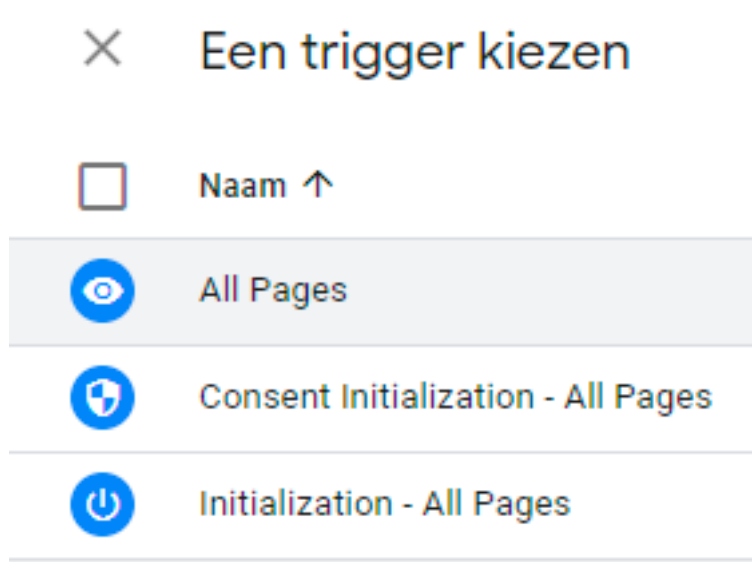 Een trigger kiezen
Naam ↑
All Pages
Consent Initialization - All Pages
Initialization - All Pages